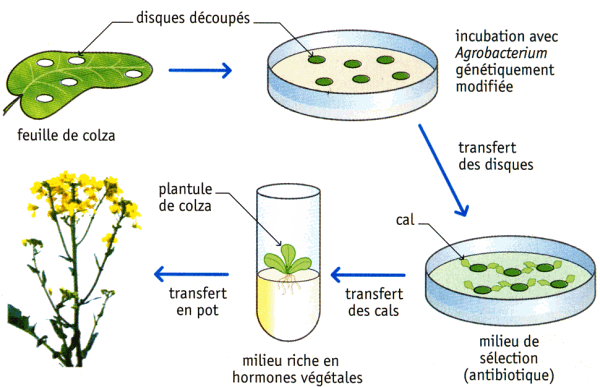 disques découpés
incubation avec
Agrobacterium
génétiquement
modifiée
feuille de colza
transfert
des disques
plantule
de colza
cal
transfert
en pot
transfert
des cals
milieu de
sélection
(antibiotique)
milieu riche en
hormones végétales